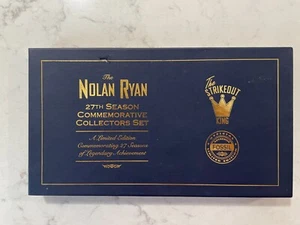 The
NOLAN RYAN
27TH SEASON
COMMEMORATIVE
COLLECTORS SET
A Limited Edition
Commemorating 27 Seasons
of Legendary Achievement
The
STRIKEOUT
KING
FOSSIL